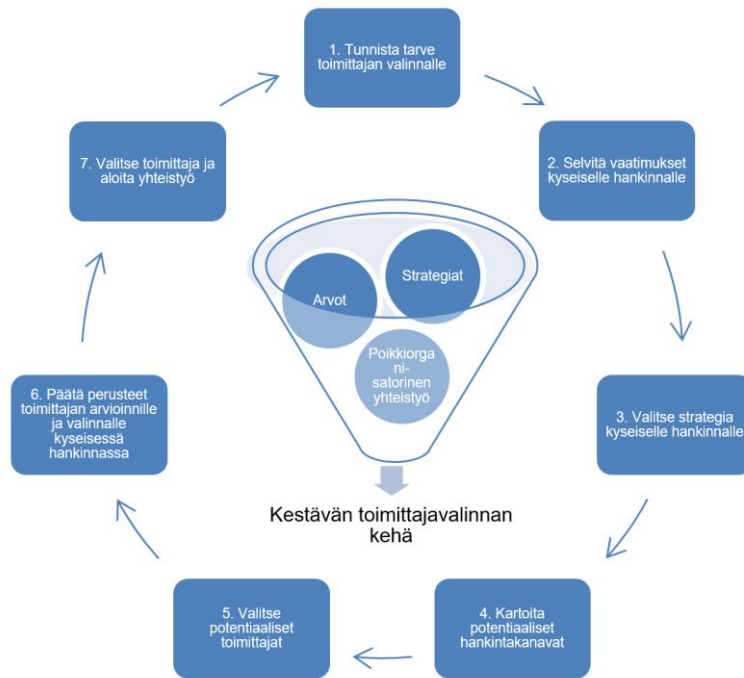 1. Tunnista tarve
toimittajan valinnalle
2. Selvitä vaatimukset
kyseiselle hankinnalle
3. Valitse strategia
kyseiselle hankinnalle
4. Kartoita
potentiaaliset
hankintakanavat
5. Valitse
potentiaaliset
toimittajat
6. Päätä perusteet
toimittajan arvioinnille
ja valinnalle
kyseisessä
hankinnassa
7. Valitse toimittaja ja
aloita yhteistyö
Arvot
Strategiat
Poikkiorga
ni-
satorinen
yhteistyö
Kestävän toimittajavalinnan
kehä